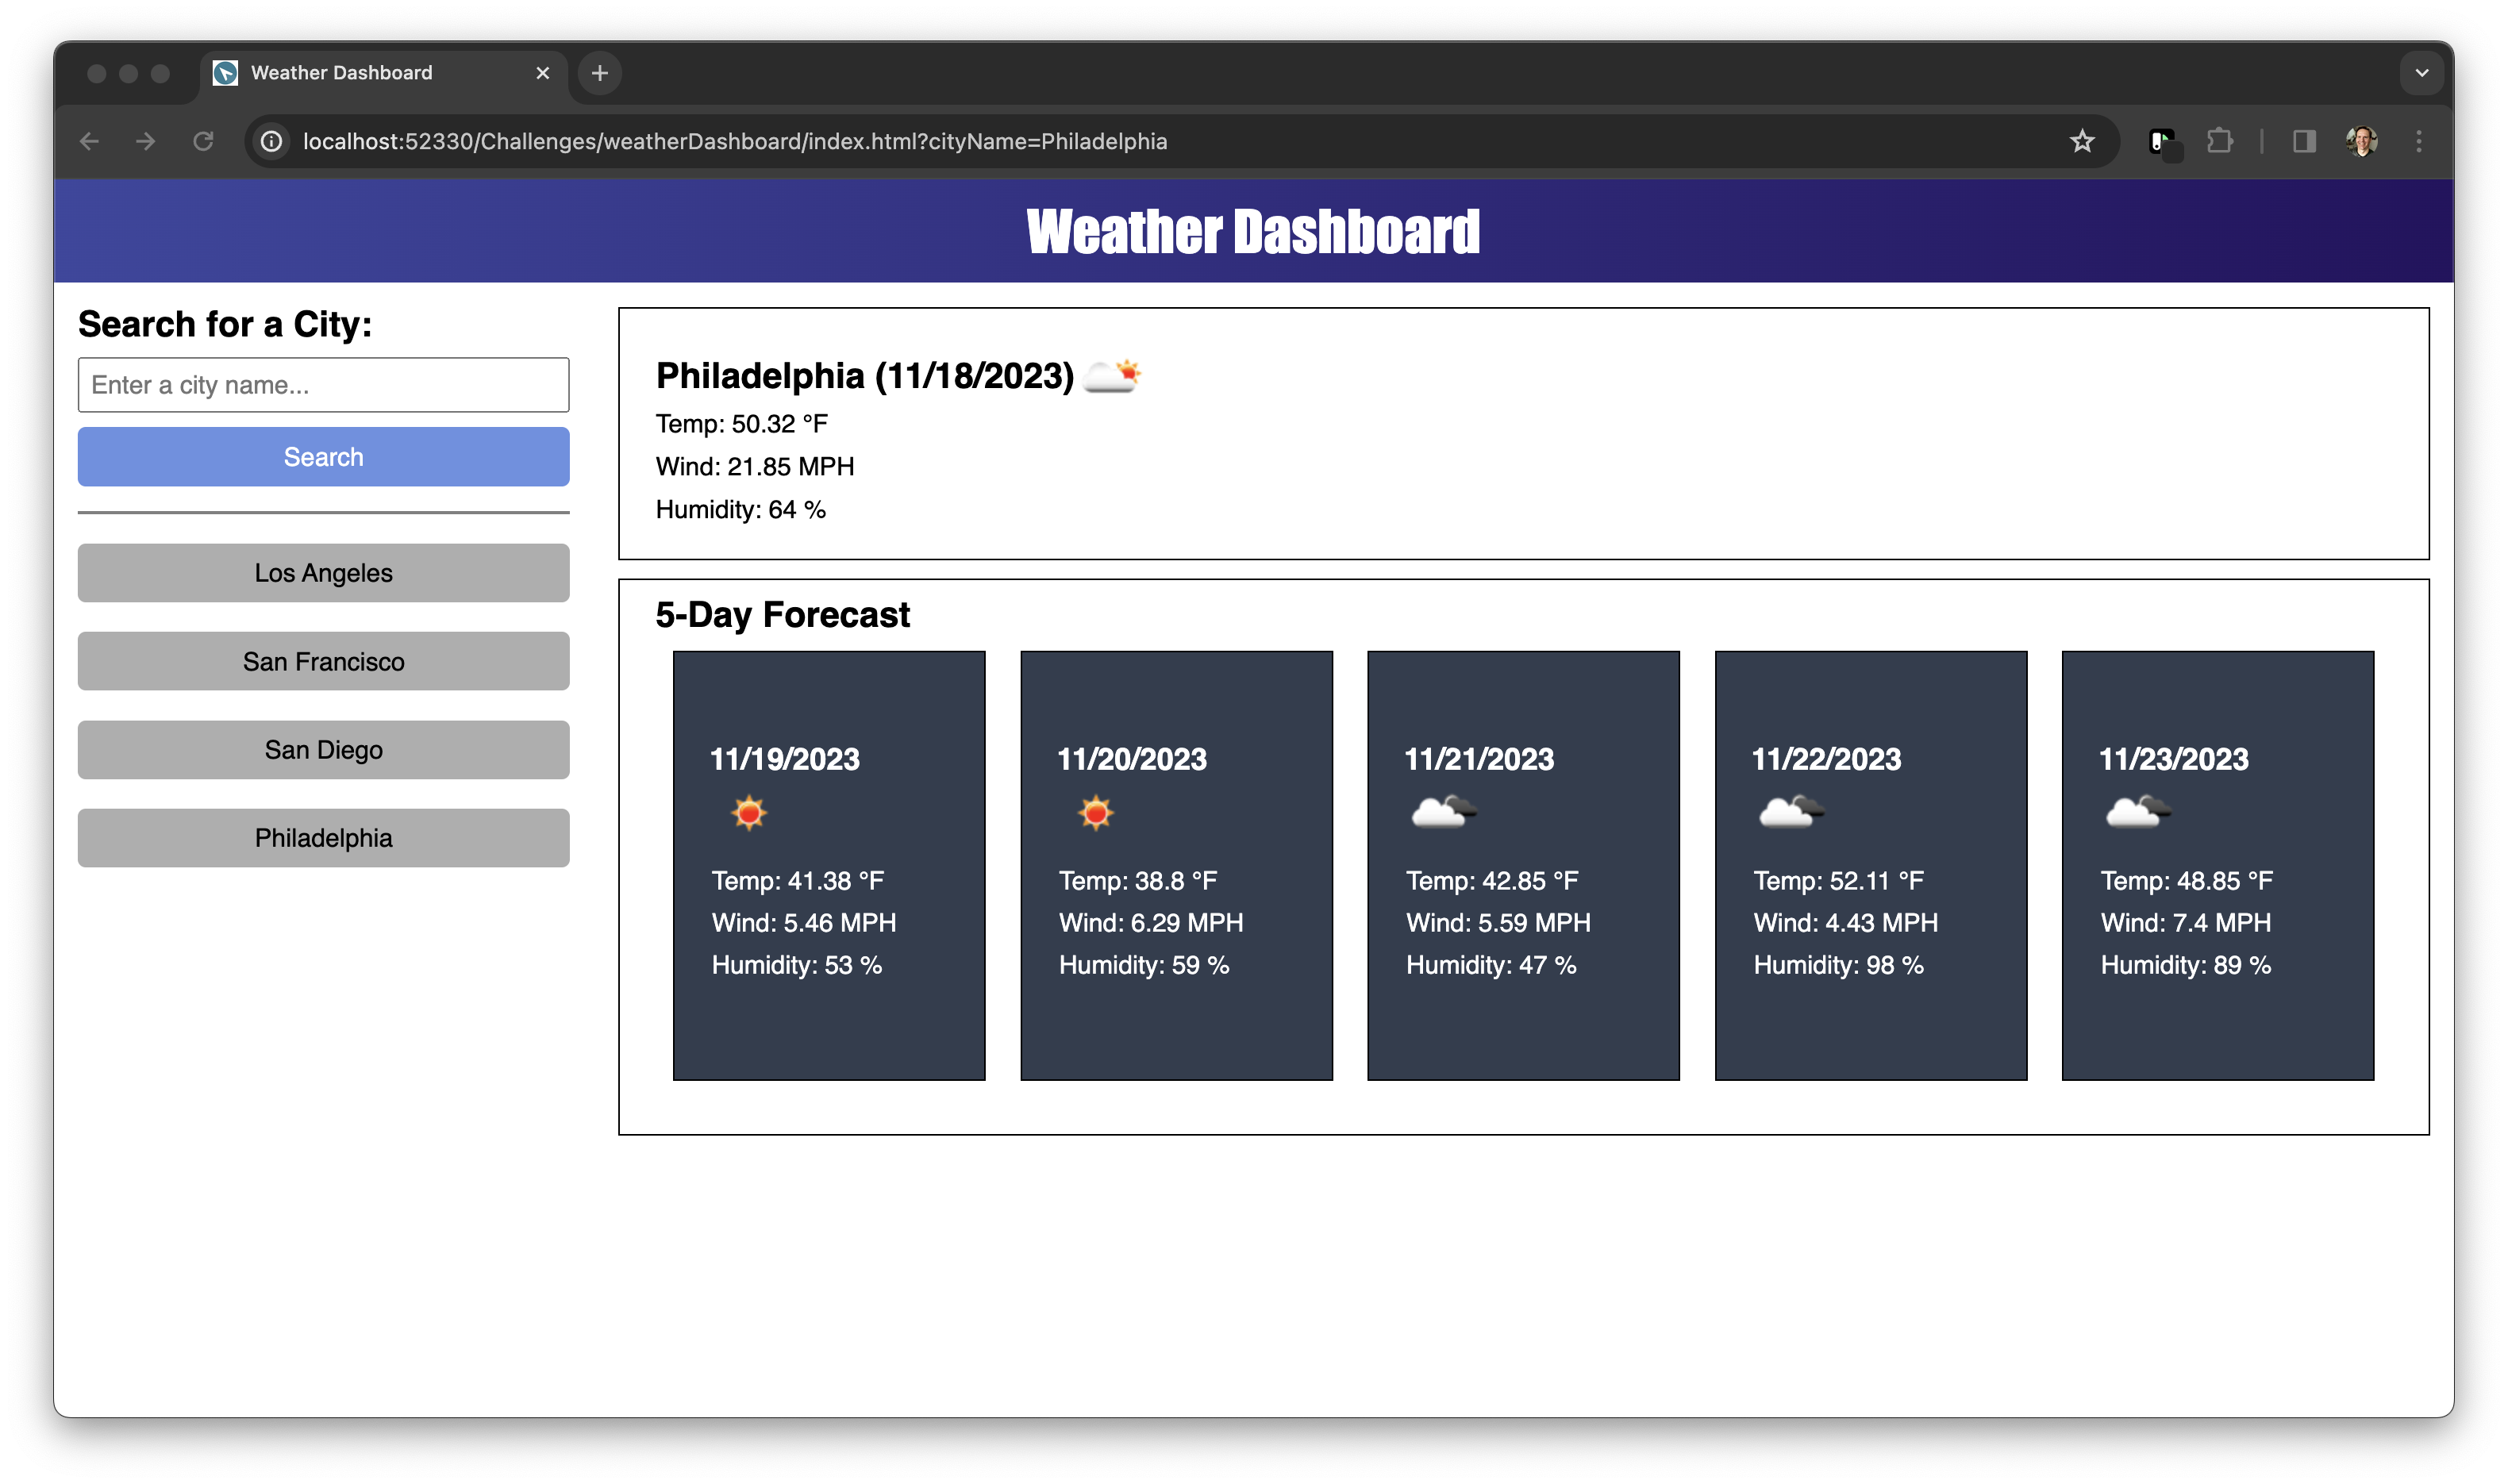 Weather Dashboard
localhost:52330/Challenges/weatherDashboard/index.html?cityName=Philadelphia
Weather Dashboard
Search for a City:
Enter a city name...
Search
Los Angeles
San Francisco
San Diego
Philadelphia
Philadelphia (11/18/2023)
Temp: 50.32 °F
Wind: 21.85 MPH
Humidity: 64 %
5-Day Forecast
11/19/2023
Temp: 41.38 °F
Wind: 5.46 MPH
Humidity: 53 %
11/20/2023
Temp: 38.8 °F
Wind: 6.29 MPH
Humidity: 59 %
11/21/2023
Temp: 42.85 °F
Wind: 5.59 MPH
Humidity: 47 %
11/22/2023
Temp: 52.11 °F
Wind: 4.43 MPH
Humidity: 98 %
11/23/2023
Temp: 48.85 °F
Wind: 7.4 MPH
Humidity: 89 %